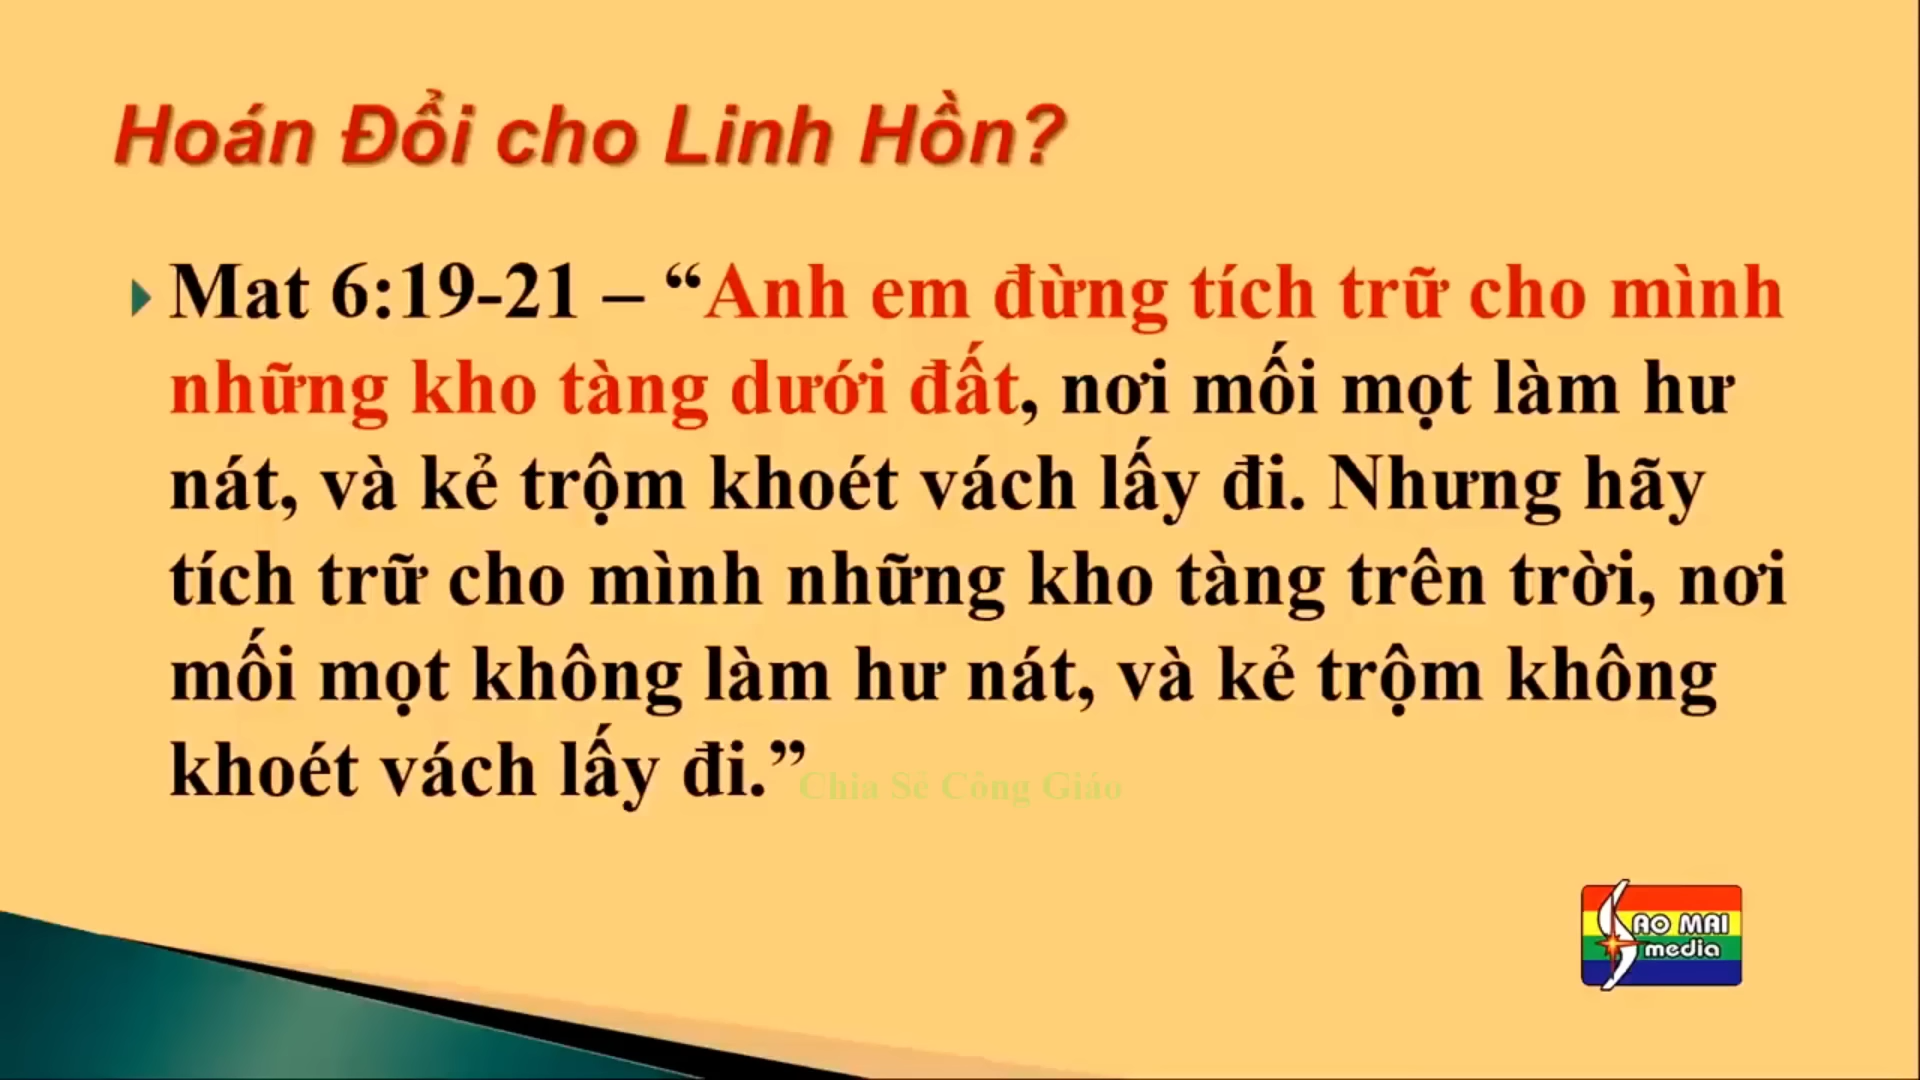 Hoán Đổi cho Linh Hồn?
Mat 6:19-21 – “Anh em đừng tích trữ cho mình
những kho tàng dưới đất, nơi mối mọt làm hư
nát, và kẻ trộm khoét vách lấy đi. Nhưng hãy
tích trữ cho mình những kho tàng trên trời, nơi
mối mọt không làm hư nát, và kẻ trộm không
khoét vách lấy đi.”
Chia Sẻ Công Giáo
SAO MAI
media